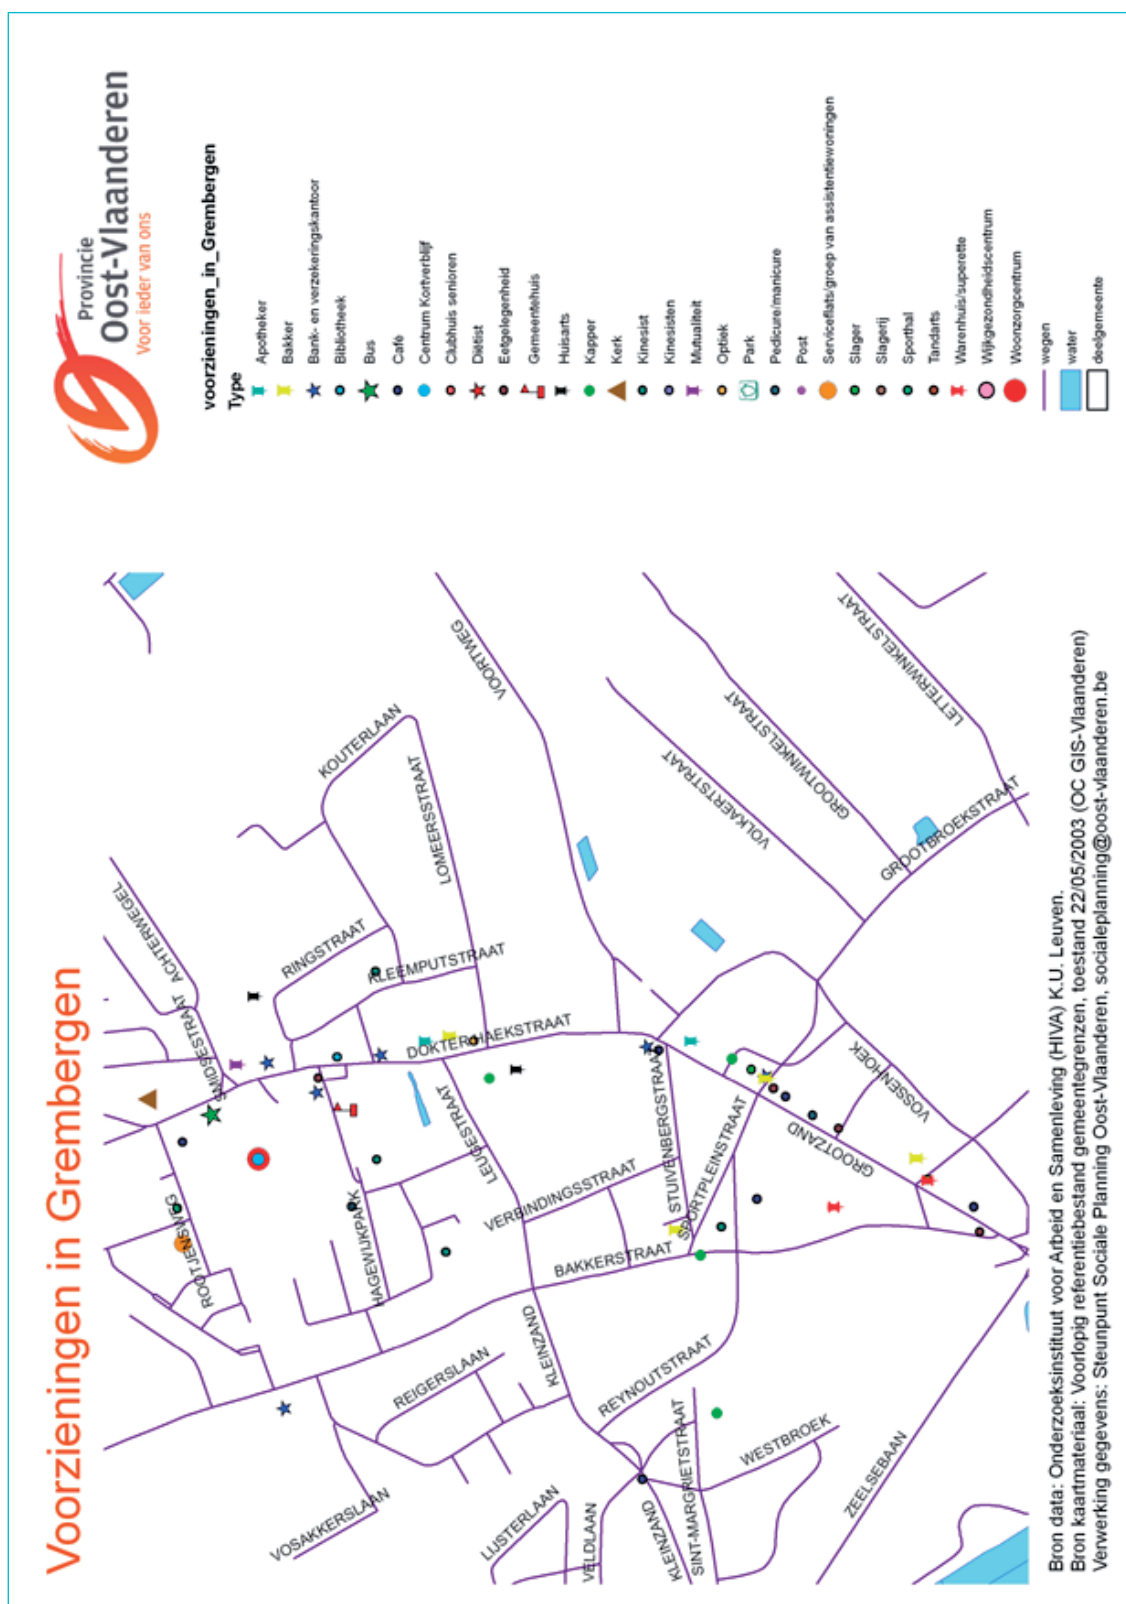 Voorzieningen in Grembergen
Provincie
Oost-Vlaanderen
Voor ieder van ons
voorzieningen_in_Grembergen
Type
Apotheker
Bakker
Bank- en verzekeringskantoor
Bibliotheek
Bus
Café
Centrum Kortverblijf
Clubhuis senioren
Diëtist
Eetgelegenheid
Gemeentehuis
Huisarts
Kapper
Kerk
Kinesist
Kinesisten
Mutualiteit
Optiek
Park
Pedicure/manicure
Post
Serviceflats/groep van assistentiewoningen
Slager
Slagerij
Sporthal
Tandarts
Warenhuis/superette
Wijkgezondheidscentrum
Woonzorgcentrum
wegen
water
deelgemeente
ACHTERWEGEL
SMIDSESTRAAT
RINGSTRAAT
KOUTERLAAN
LOMEERSSTRAAT
KLEEMPUTSTRAAT
VOORTWEG
DOKTER HAEKSTRAAT
ROOTJENSWEG
HAGEWIJKPARK
LEUGESTRAAT
VERBINDINGSSTRAAT
STUIVENBERGSTRAAT
SPORTPLEINSTRAAT
BAKKERSTRAAT
KLEINZAND
REIGERSLAAN
VOSAKKERSLAAN
LIJSTERLAAN
VELDLAAN
KLEINZAND
SINT-MARGRIETSTRAAT
REYNOUTSTRAAT
WESTBROEK
ZEELSEBAAN
GROOTZAND
VOSSENHOEK
VOLKAERTSTRAAT
GROOTWINKELSTRAAT
LETTERWINKELSTRAAT
GROOTBROEKSTRAAT
Bron data: Onderzoeksinstituut voor Arbeid en Samenleving (HIVA) K.U. Leuven.
Bron kaartmateriaal: Voorlopig referentiebestand gemeentegrenzen, toestand 22/05/2003 (OC GIS-Vlaanderen)
Verwerking gegevens: Steunpunt Sociale Planning Oost-Vlaanderen, socialeplanning@oost-vlaanderen.be